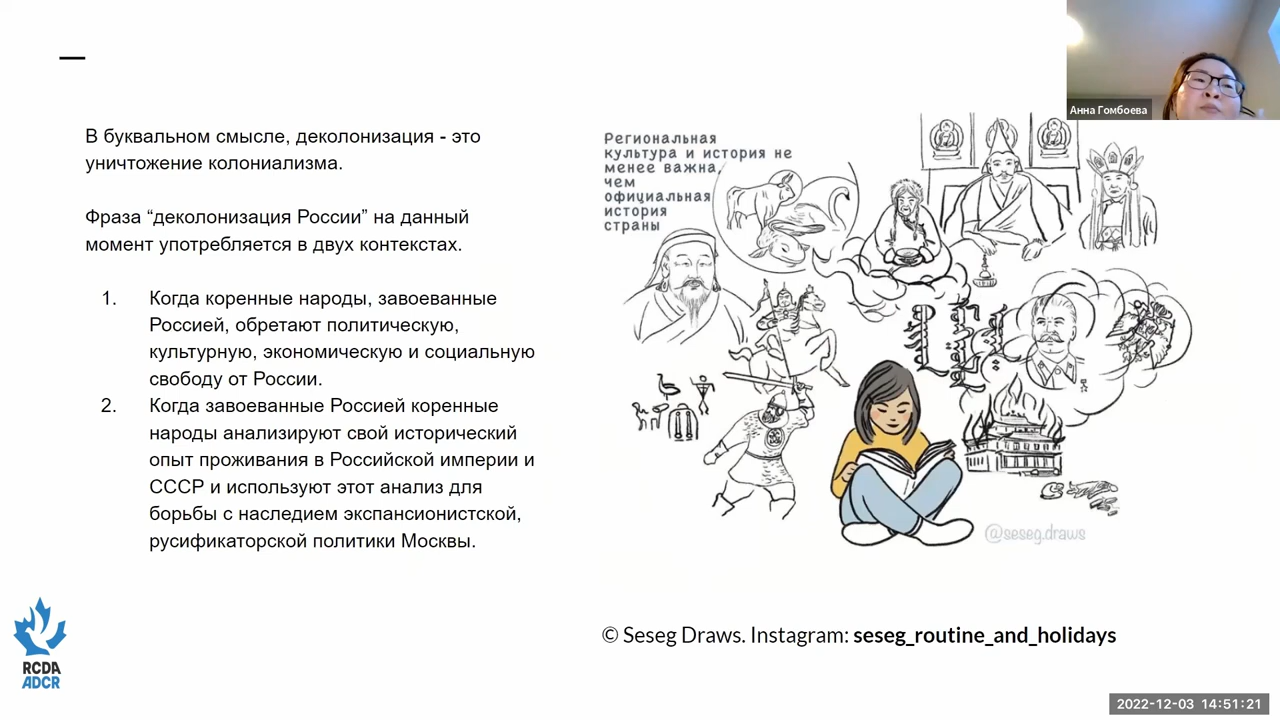 Анна Гомбоева
В буквальном смысле, деколонизация - это
уничтожение колониализма.
Фраза “деколонизация России” на данный
момент употребляется в двух контекстах.
1. Когда коренные народы, завоеванные
Россией, обретают политическую,
культурную, экономическую и социальную
свободу от России.
2. Когда завоеванные Россией коренные
народы анализируют свой исторический
опыт проживания в Российской империи и
СССР и используют этот анализ для
борьбы с наследием экспансионистской,
русификаторской политики Москвы.
Региональная
культура и история не
менее важна,
чем
официальная
история
страны
@seseg.draws
© Seseg Draws. Instagram: seseg_routine_and_holidays
RCDA
ADCR
2022-12-03 14:51:21